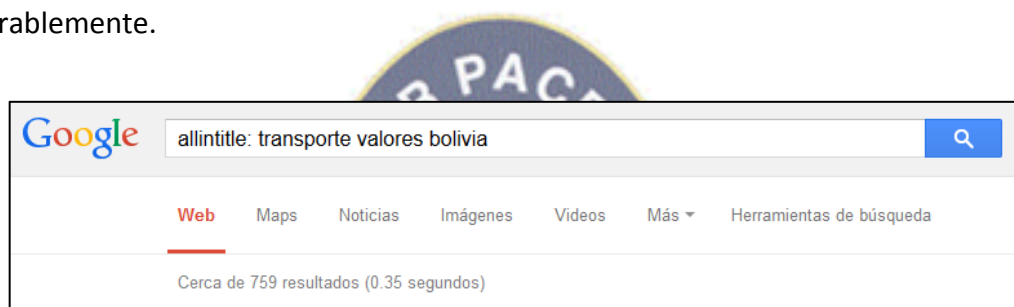 rablemente.
PACE
Google allintitle: transporte valores bolivia
Web Maps Noticias Imágenes Videos Más Herramientas de búsqueda
Cerca de 759 resultados (0.35 segundos)